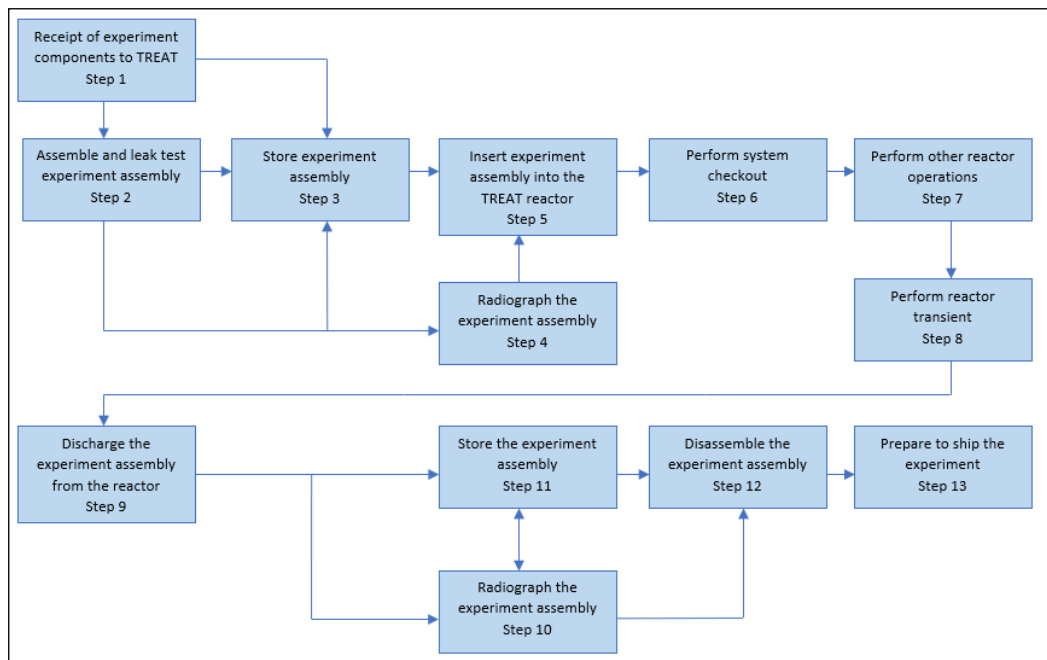 Receipt of experiment
components to TREAT
Step 1
Assemble and leak test
experiment assembly
Step 2
Store experiment
assembly
Step 3
Insert experiment
assembly into the
TREAT reactor
Step 5
Perform system
checkout
Step 6
Perform other reactor
operations
Step 7
Radiograph the
experiment assembly
Step 4
Perform reactor
transient
Step 8
Discharge the
experiment assembly
from the reactor
Step 9
Store the experiment
assembly
Step 11
Disassemble the
experiment assembly
Step 12
Prepare to ship the
experiment
Step 13
Radiograph the
experiment assembly
Step 10